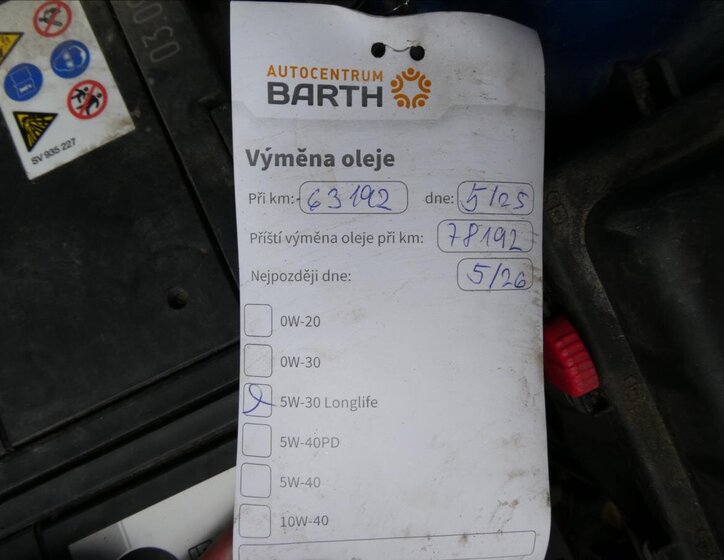 AUTOCENTRUM
BARTH
Výměna oleje
Při km: 63192 dne: 5/25
Příští výměna oleje při km: 78192
Nejpozději dne: 5/26
0W-20
0W-30
5W-30 Longlife
5W-40PD
5W-40
10W-40
SV 935 227